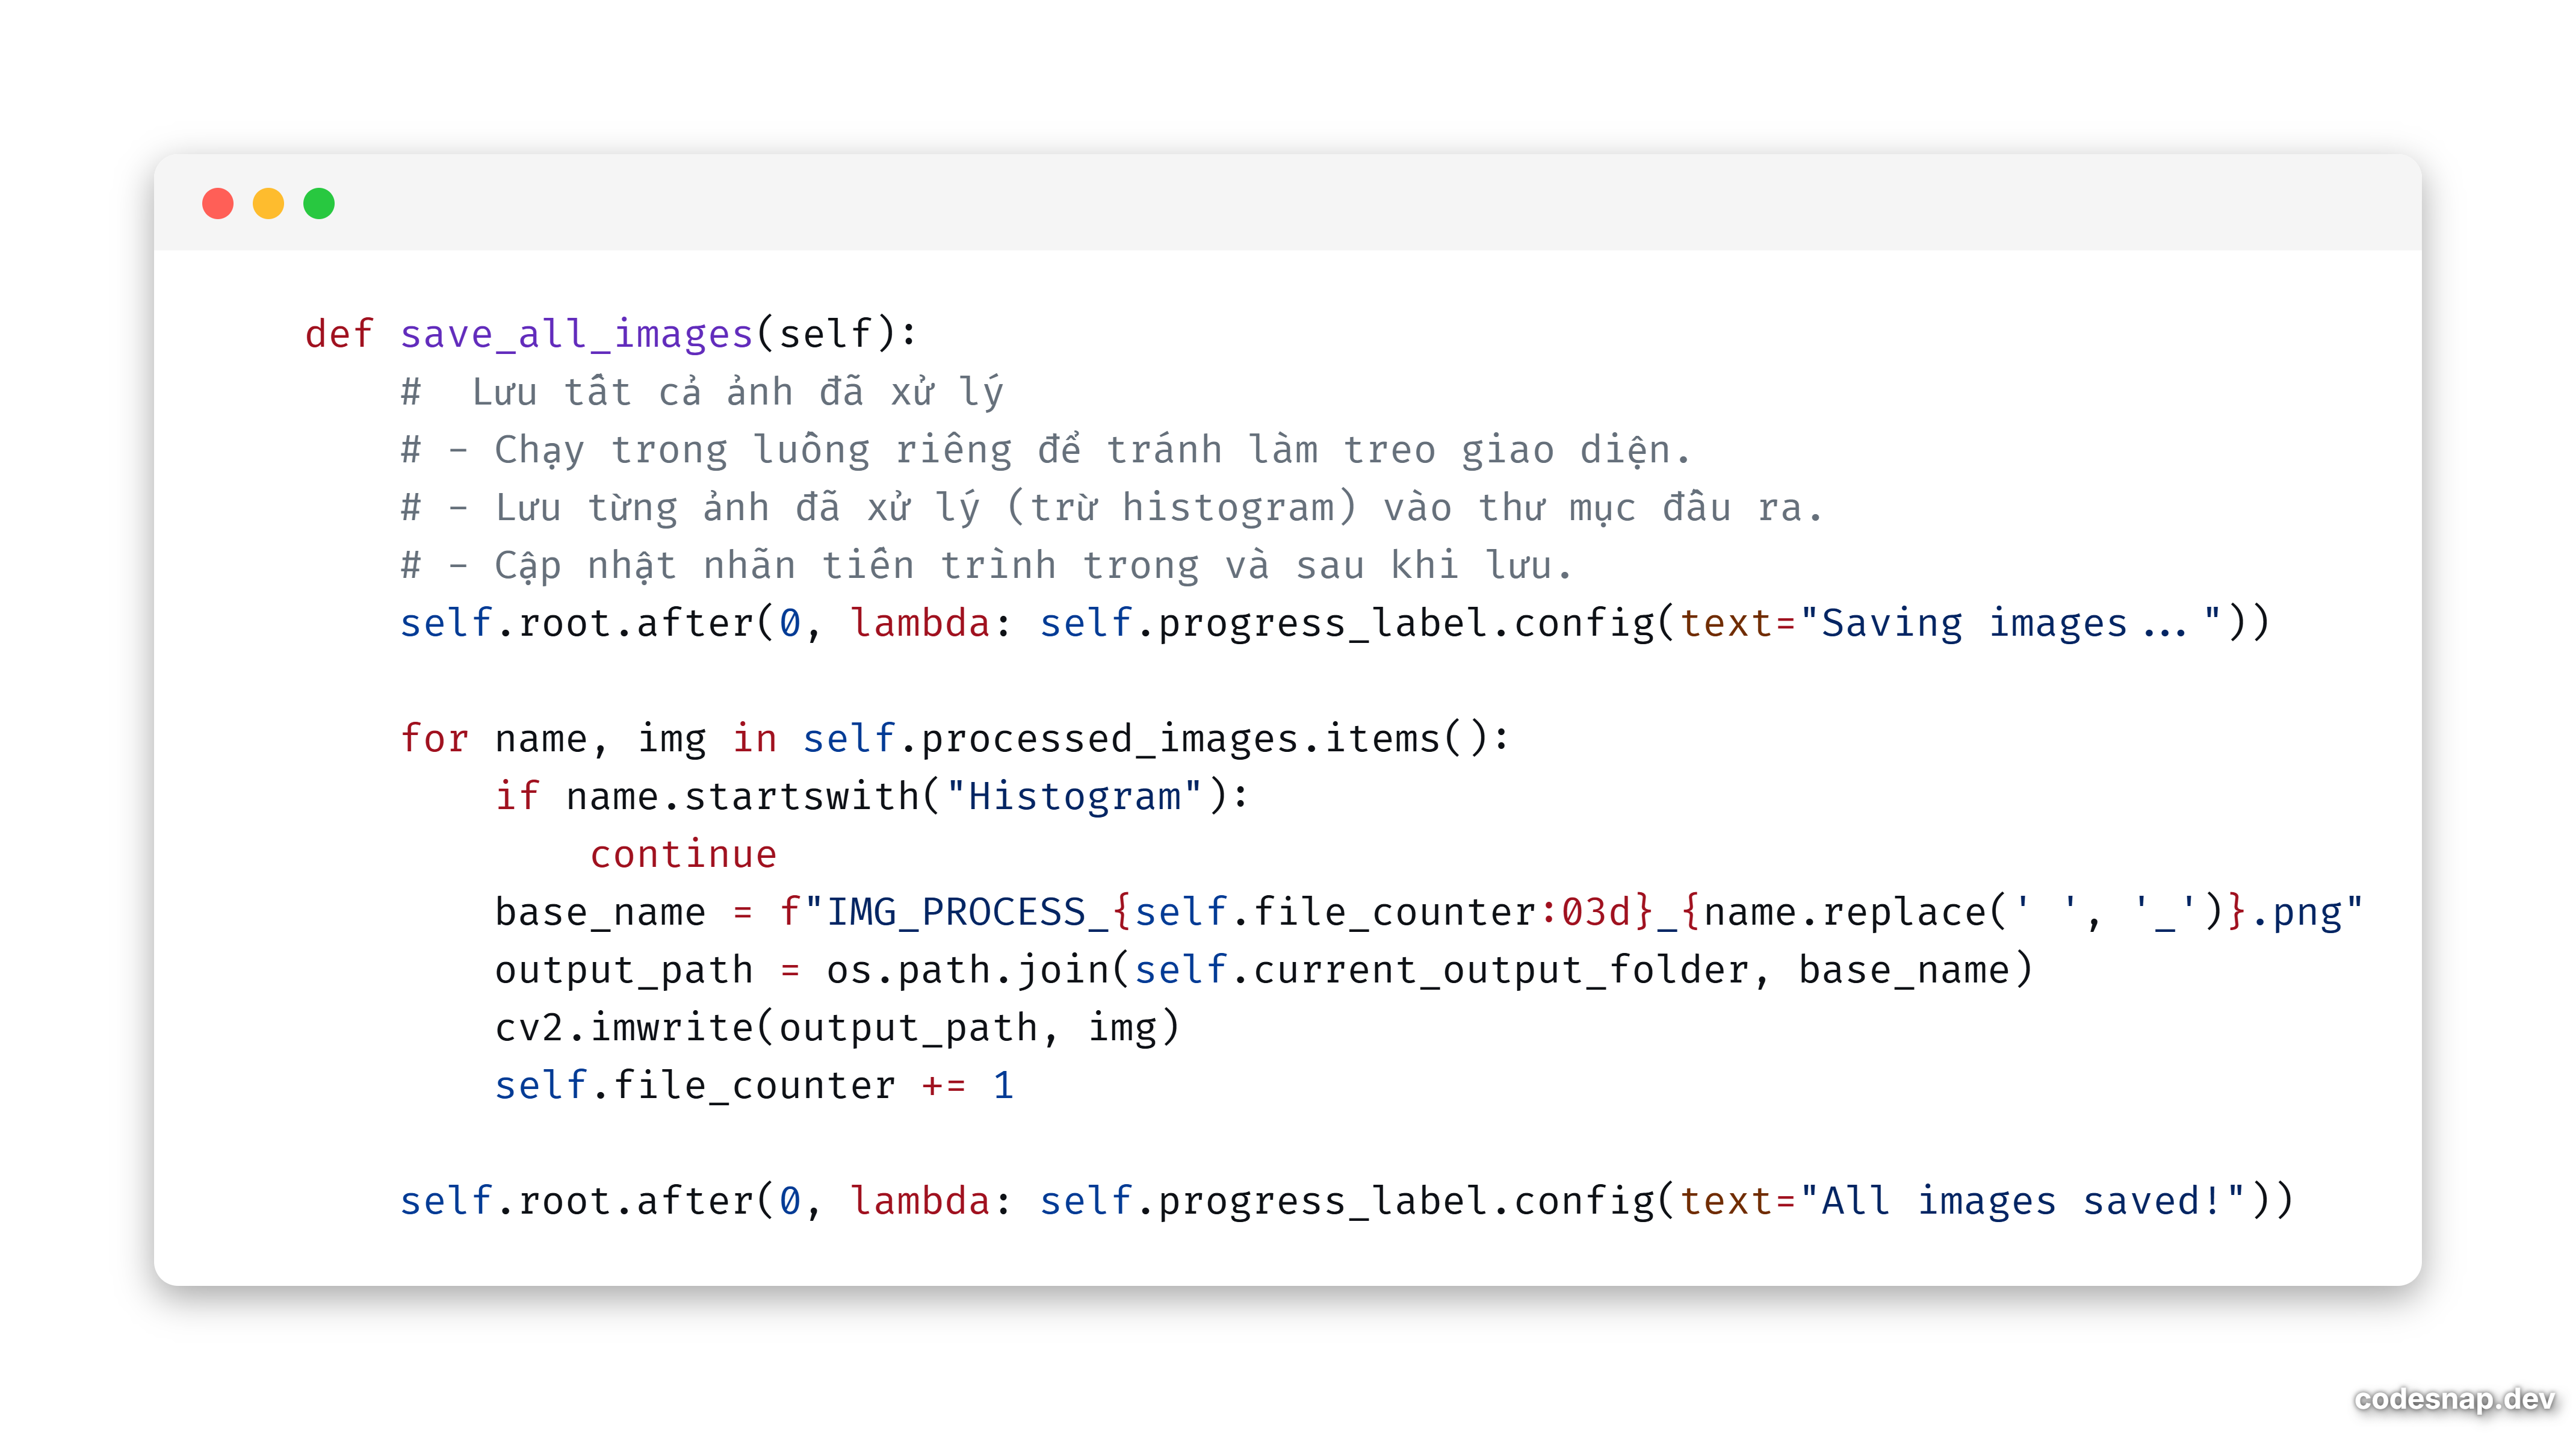 def save_all_images(self):
#  Lưu tất cả ảnh đã xử lý
# - Chạy trong luồng riêng để tránh làm treo giao diện.
# - Lưu từng ảnh đã xử lý (trừ histogram) vào thư mục đầu ra.
# - Cập nhật nhãn tiến trình trong và sau khi lưu.
self.root.after(0, lambda: self.progress_label.config(text="Saving images..."))
for name, img in self.processed_images.items():
if name.startswith("Histogram"):
continue
base_name = f"IMG_PROCESS_{self.file_counter:03d}_{name.replace(' ', '_')}.png"
output_path = os.path.join(self.current_output_folder, base_name)
cv2.imwrite(output_path, img)
self.file_counter += 1
self.root.after(0, lambda: self.progress_label.config(text="All images saved!"))
codesnap.dev